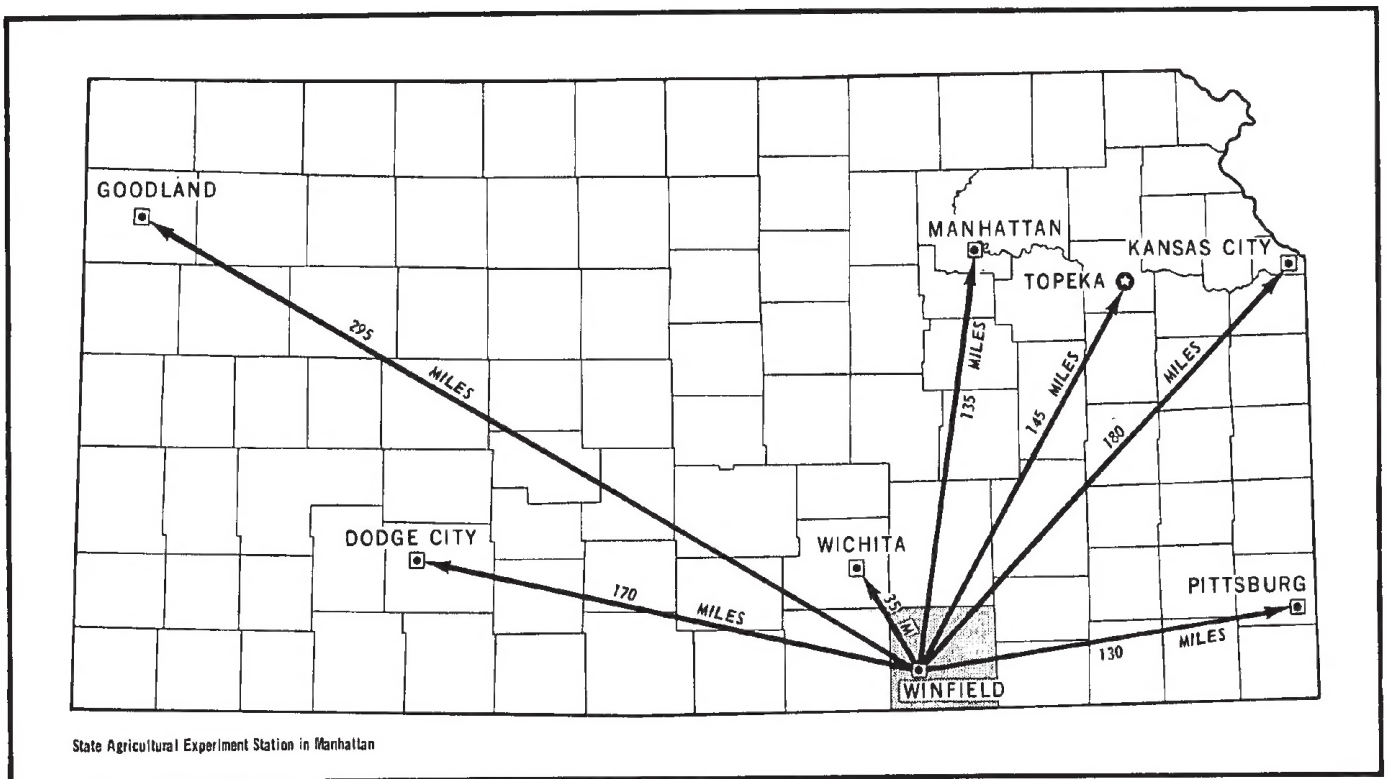 GOODLAND
MANHATTAN
KANSAS CITY
TOPEKA
295
MILES
MILES
135
MILES
145
MILES
180
DODGE CITY
WICHITA
PITTSBURG
170
MILES
35 MI
MILES
130
WINFIELD
State Agricultural Experiment Station in Manhattan